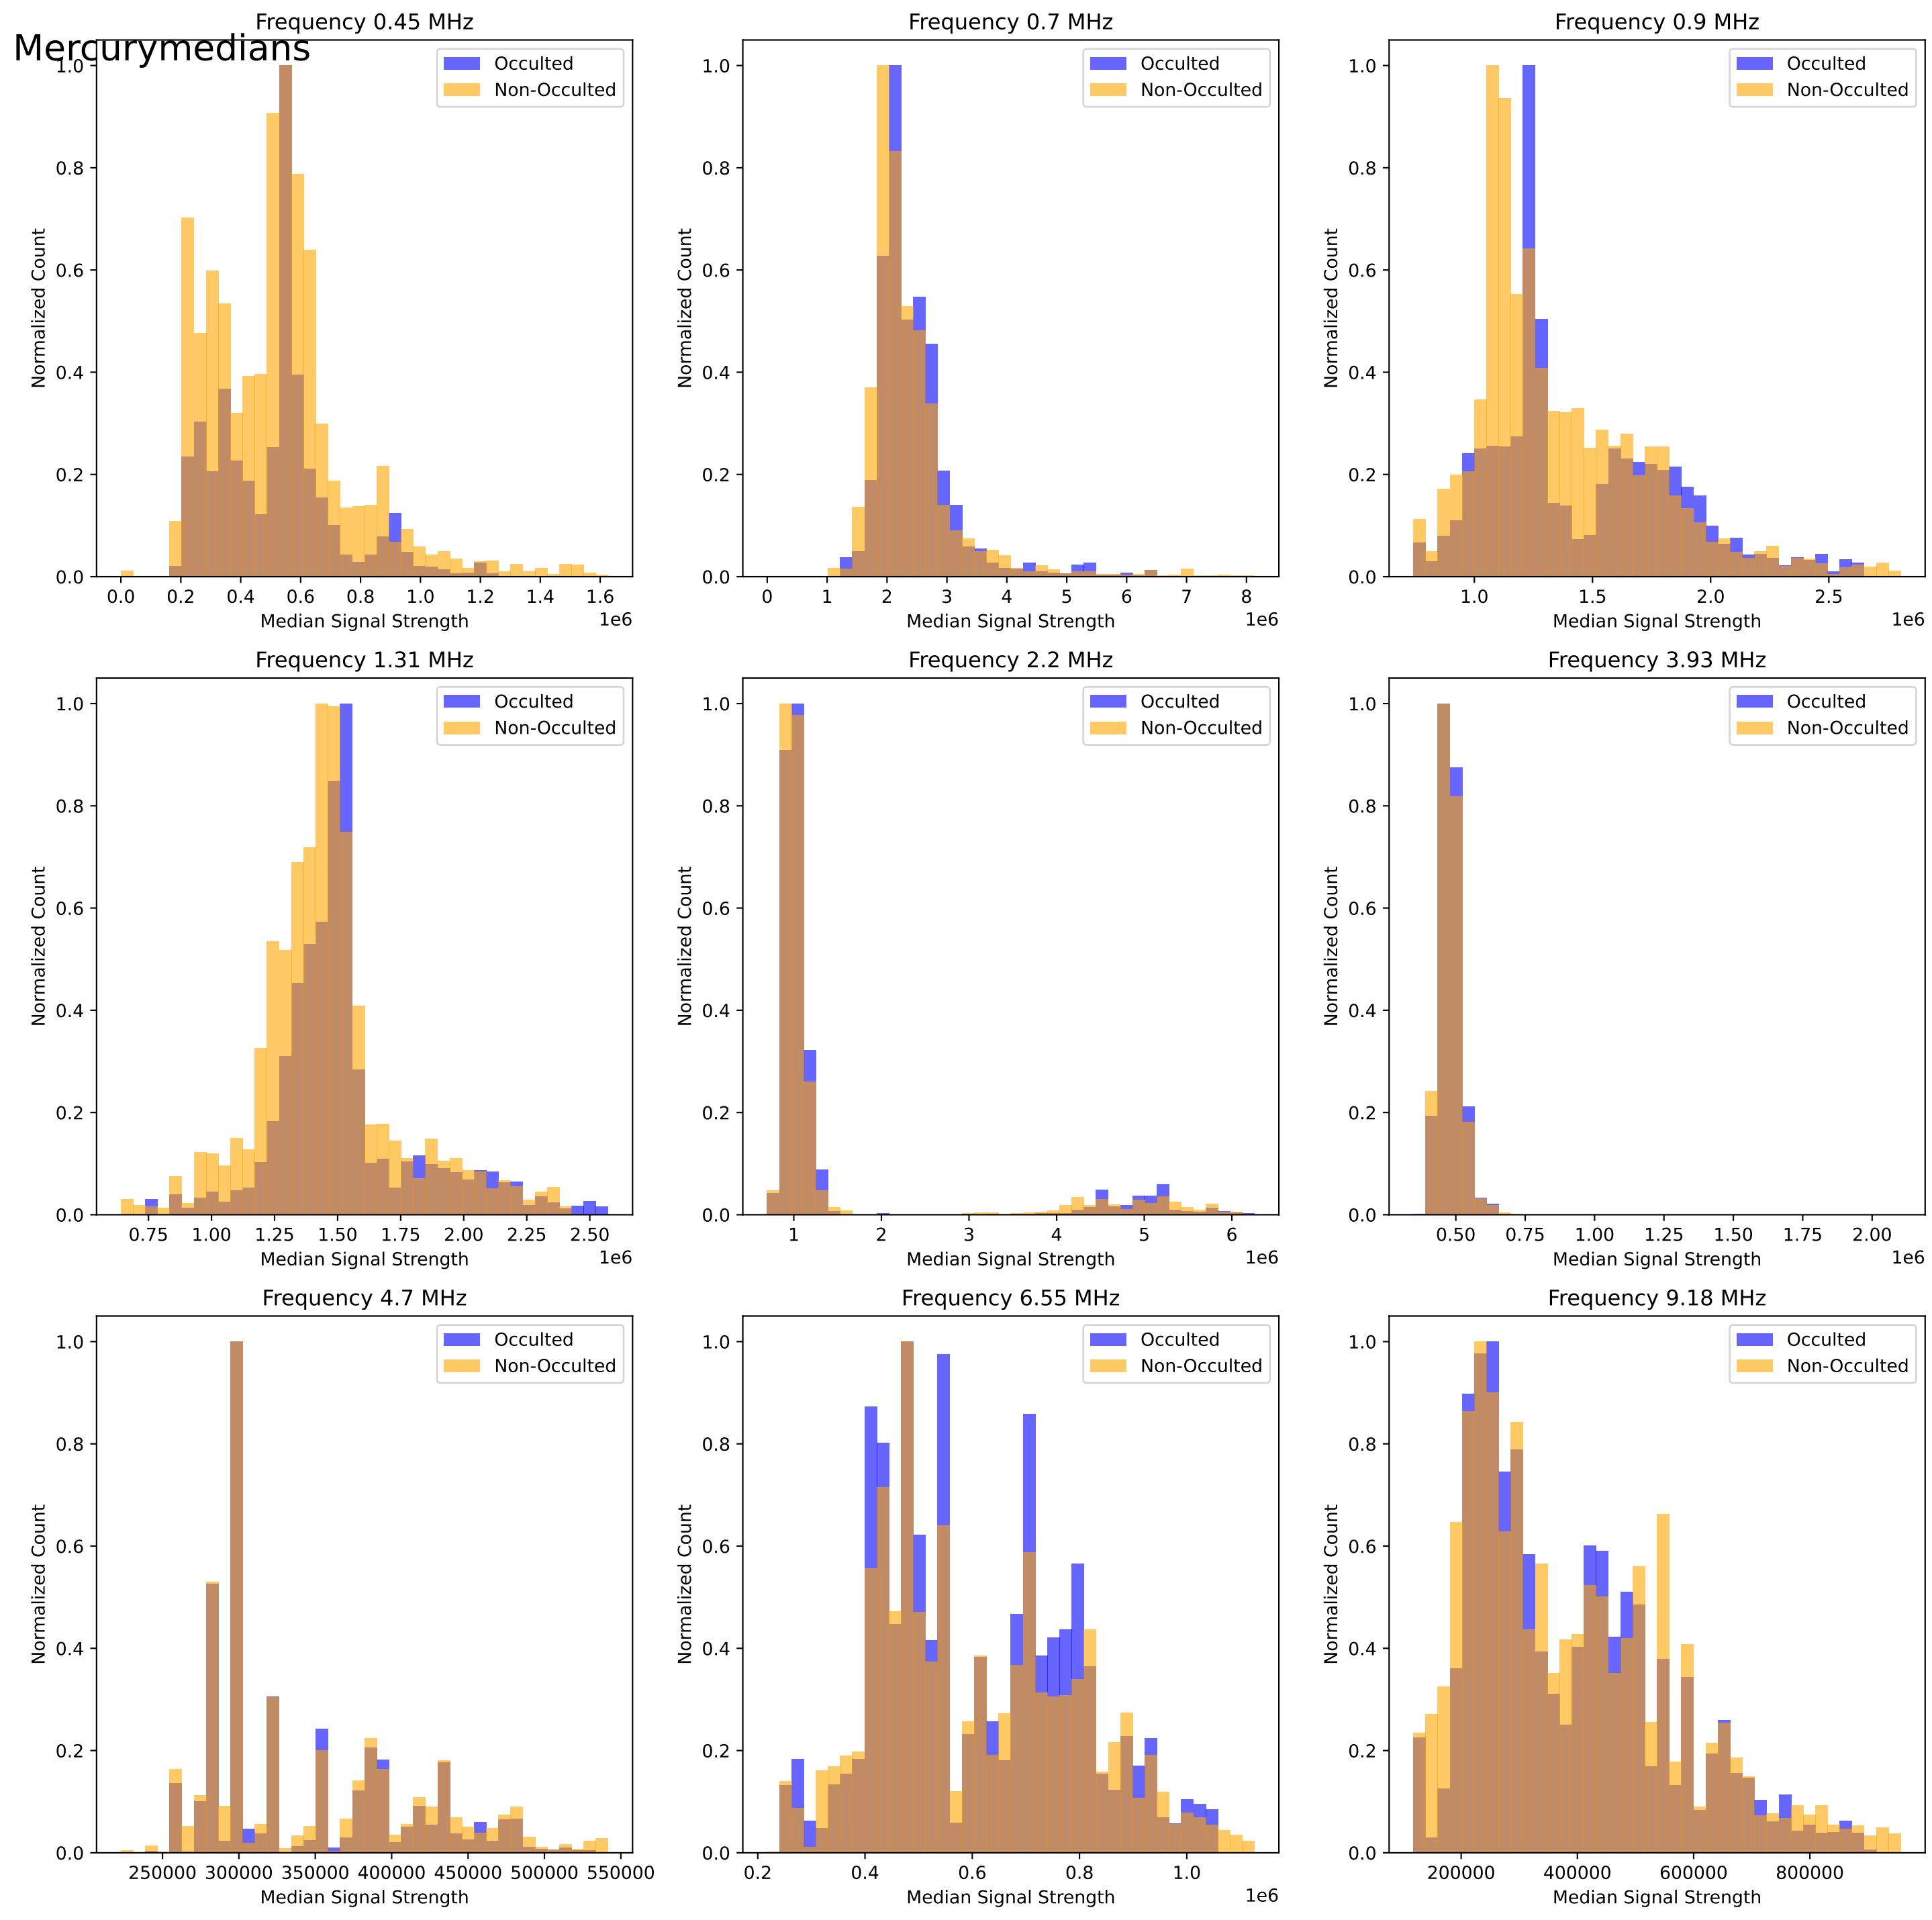 Mercurymedians
Frequency 0.45 MHz
Occulted
Non-Occulted
Normalized Count
1.0
0.8
0.6
0.4
0.2
0.0
0.0 0.2 0.4 0.6 0.8 1.0 1.2 1.4 1.6
1e6
Median Signal Strength
Frequency 0.7 MHz
Occulted
Non-Occulted
Normalized Count
1.0
0.8
0.6
0.4
0.2
0.0
0 1 2 3 4 5 6 7 8
1e6
Median Signal Strength
Frequency 0.9 MHz
Occulted
Non-Occulted
Normalized Count
1.0
0.8
0.6
0.4
0.2
0.0
1.0 1.5 2.0 2.5
1e6
Median Signal Strength
Frequency 1.31 MHz
Occulted
Non-Occulted
Normalized Count
1.0
0.8
0.6
0.4
0.2
0.0
0.75 1.00 1.25 1.50 1.75 2.00 2.25 2.50
1e6
Median Signal Strength
Frequency 2.2 MHz
Occulted
Non-Occulted
Normalized Count
1.0
0.8
0.6
0.4
0.2
0.0
1 2 3 4 5 6
1e6
Median Signal Strength
Frequency 3.93 MHz
Occulted
Non-Occulted
Normalized Count
1.0
0.8
0.6
0.4
0.2
0.0
0.50 0.75 1.00 1.25 1.50 1.75 2.00
1e6
Median Signal Strength
Frequency 4.7 MHz
Occulted
Non-Occulted
Normalized Count
1.0
0.8
0.6
0.4
0.2
0.0
250000 300000 350000 400000 450000 500000 550000
Median Signal Strength
Frequency 6.55 MHz
Occulted
Non-Occulted
Normalized Count
1.0
0.8
0.6
0.4
0.2
0.0
0.2 0.4 0.6 0.8 1.0
1e6
Median Signal Strength
Frequency 9.18 MHz
Occulted
Non-Occulted
Normalized Count
1.0
0.8
0.6
0.4
0.2
0.0
200000 400000 600000 800000
Median Signal Strength